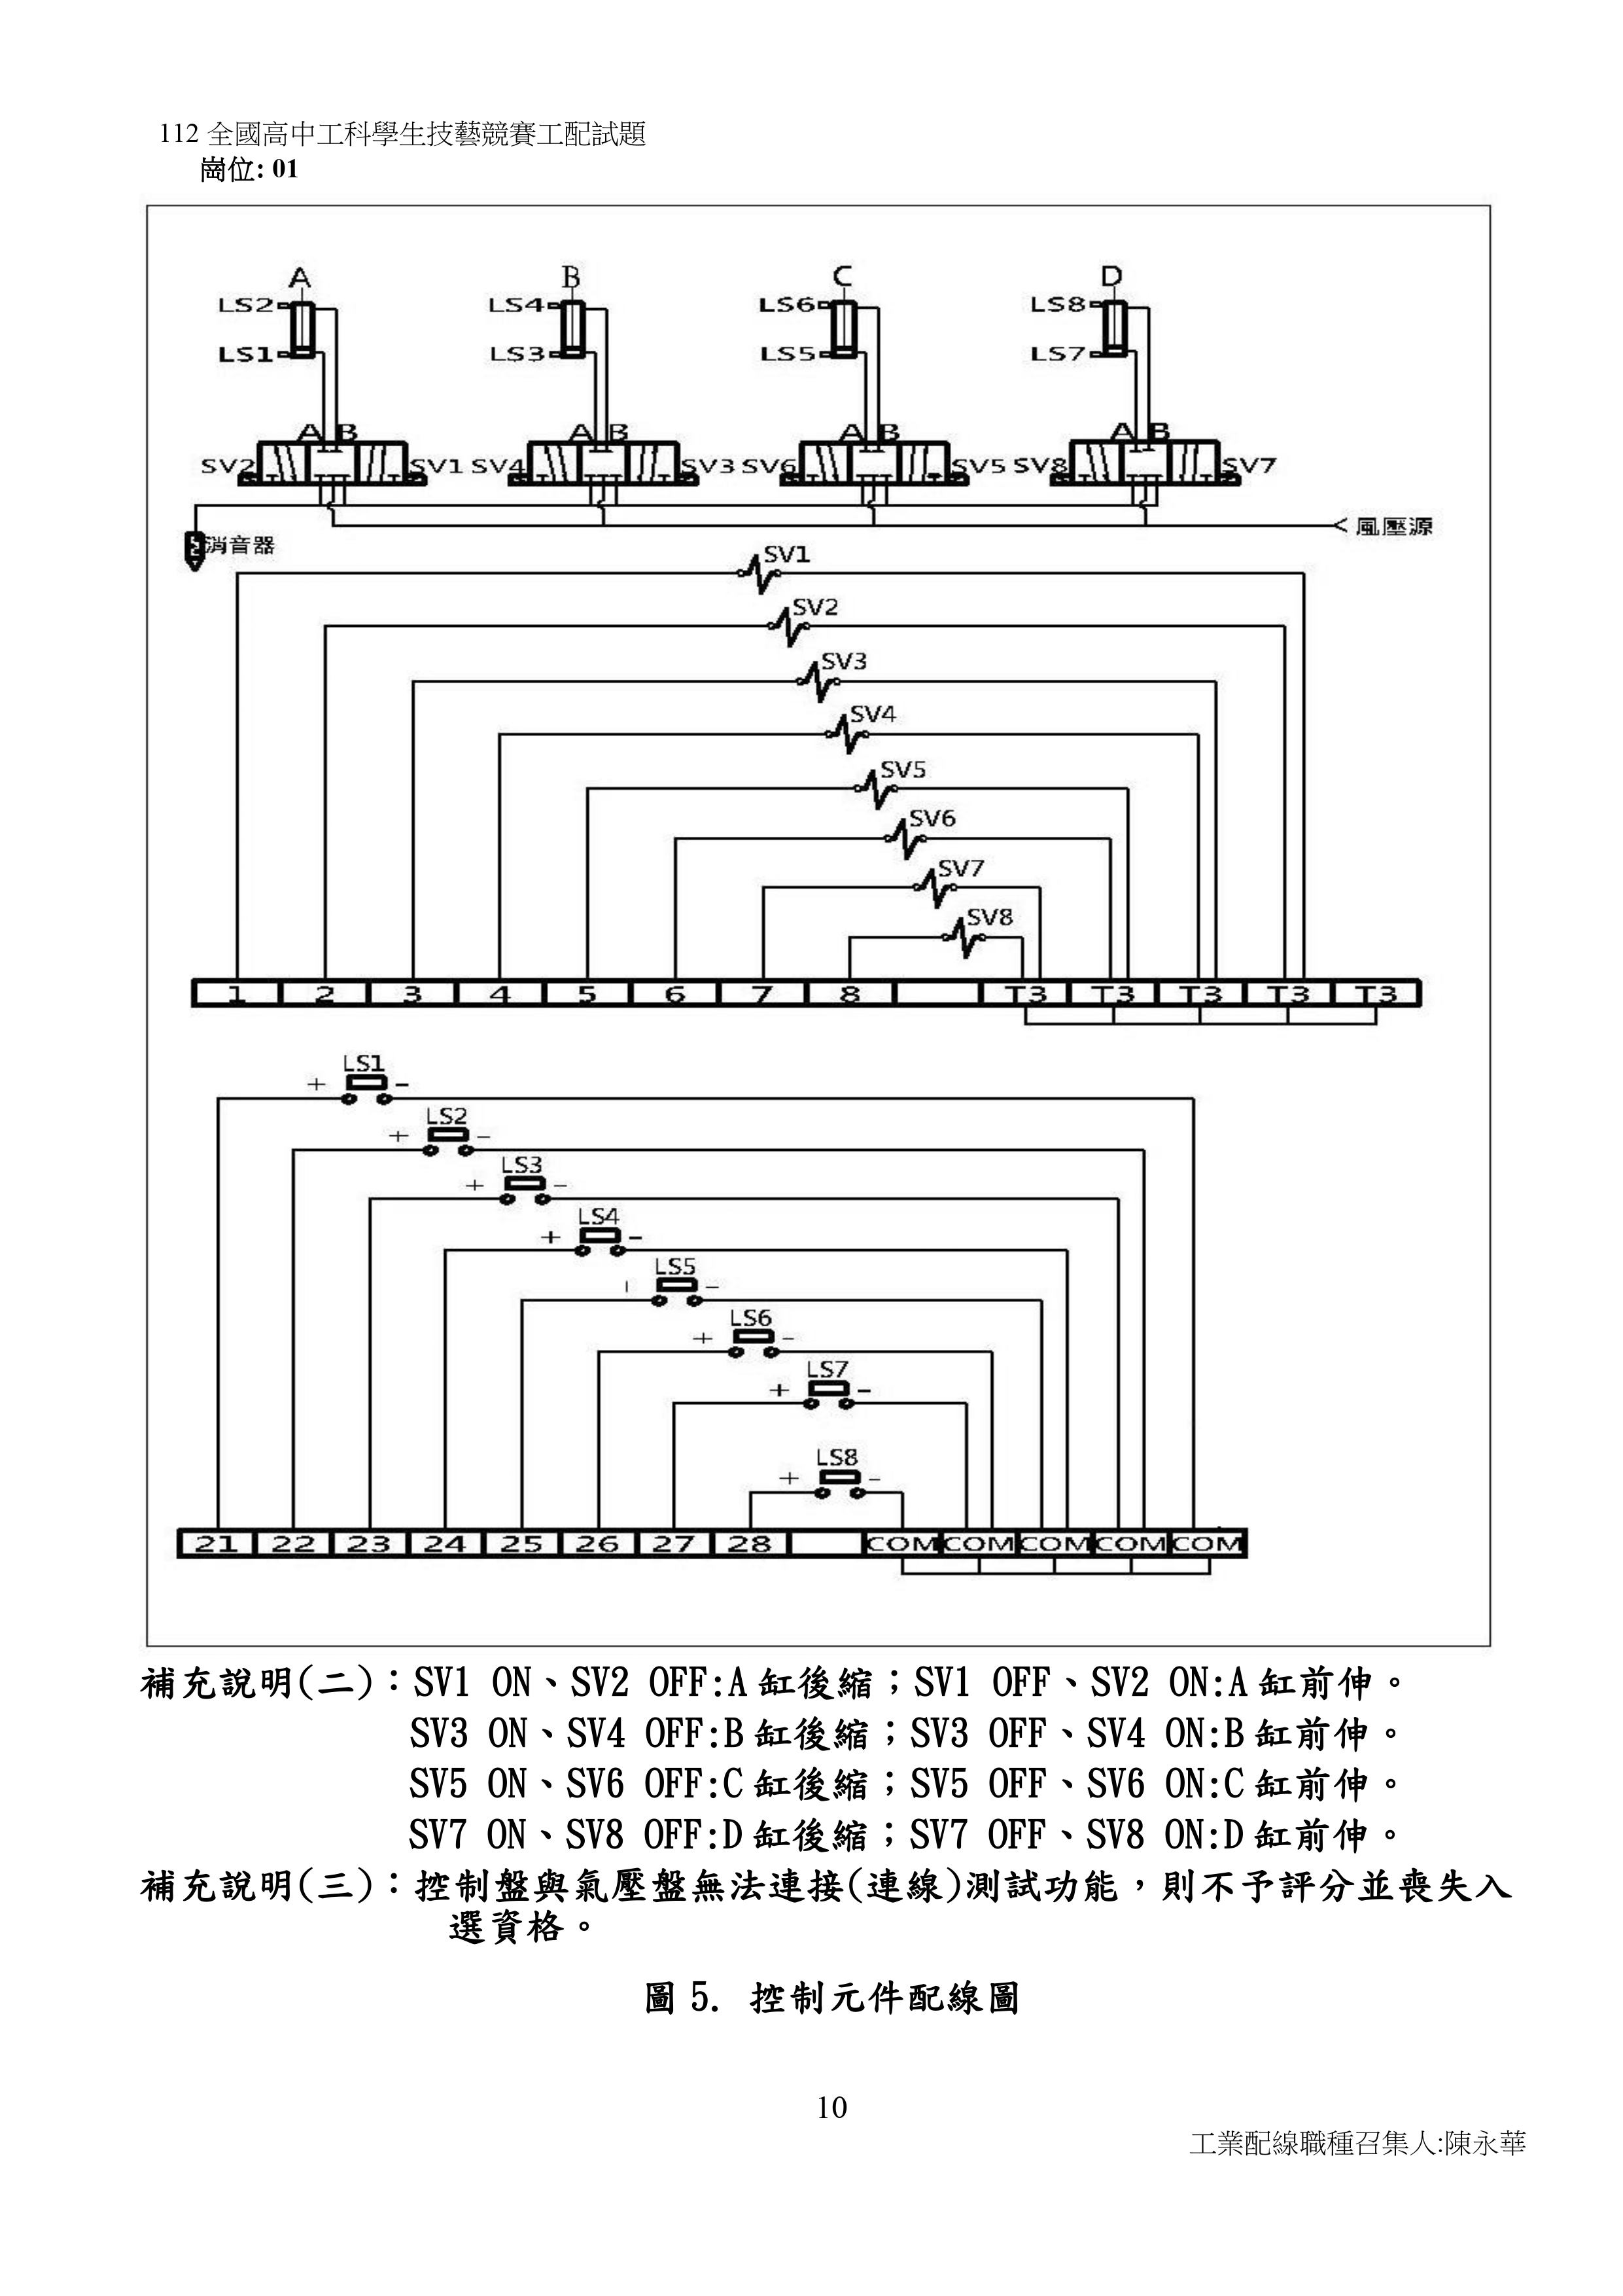 112 全國高中工科學生技藝競賽工配試題
崗位: 01
A B C D
LS2 LS4 LS6 LS8
LS1 LS3 LS5 LS7
A B A B A B A B
SV2 SV1 SV4 SV3 SV6 SV5 SV8 SV7
風壓源
消音器
SV1
SV2
SV3
SV4
SV5
SV6
SV7
SV8
1 2 3 4 5 6 7 8 T3 T3 T3 T3 T3
LS1
+ -
LS2
+ -
LS3
+ -
LS4
+ -
LS5
+ -
LS6
+ -
LS7
+ -
LS8
+ -
21 22 23 24 25 26 27 28 COM COM COM COM COM
補充說明(二)：SV1 ON、SV2 OFF:A 缸後縮；SV1 OFF、SV2 ON:A 缸前伸。
SV3 ON、SV4 OFF:B 缸後縮；SV3 OFF、SV4 ON:B 缸前伸。
SV5 ON、SV6 OFF:C 缸後縮；SV5 OFF、SV6 ON:C 缸前伸。
SV7 ON、SV8 OFF:D 缸後縮；SV7 OFF、SV8 ON:D 缸前伸。
補充說明(三)：控制盤與氣壓盤無法連接(連線)測試功能，則不予評分並喪失入
選資格。
圖 5. 控制元件配線圖
10
工業配線職種召集人:陳永華